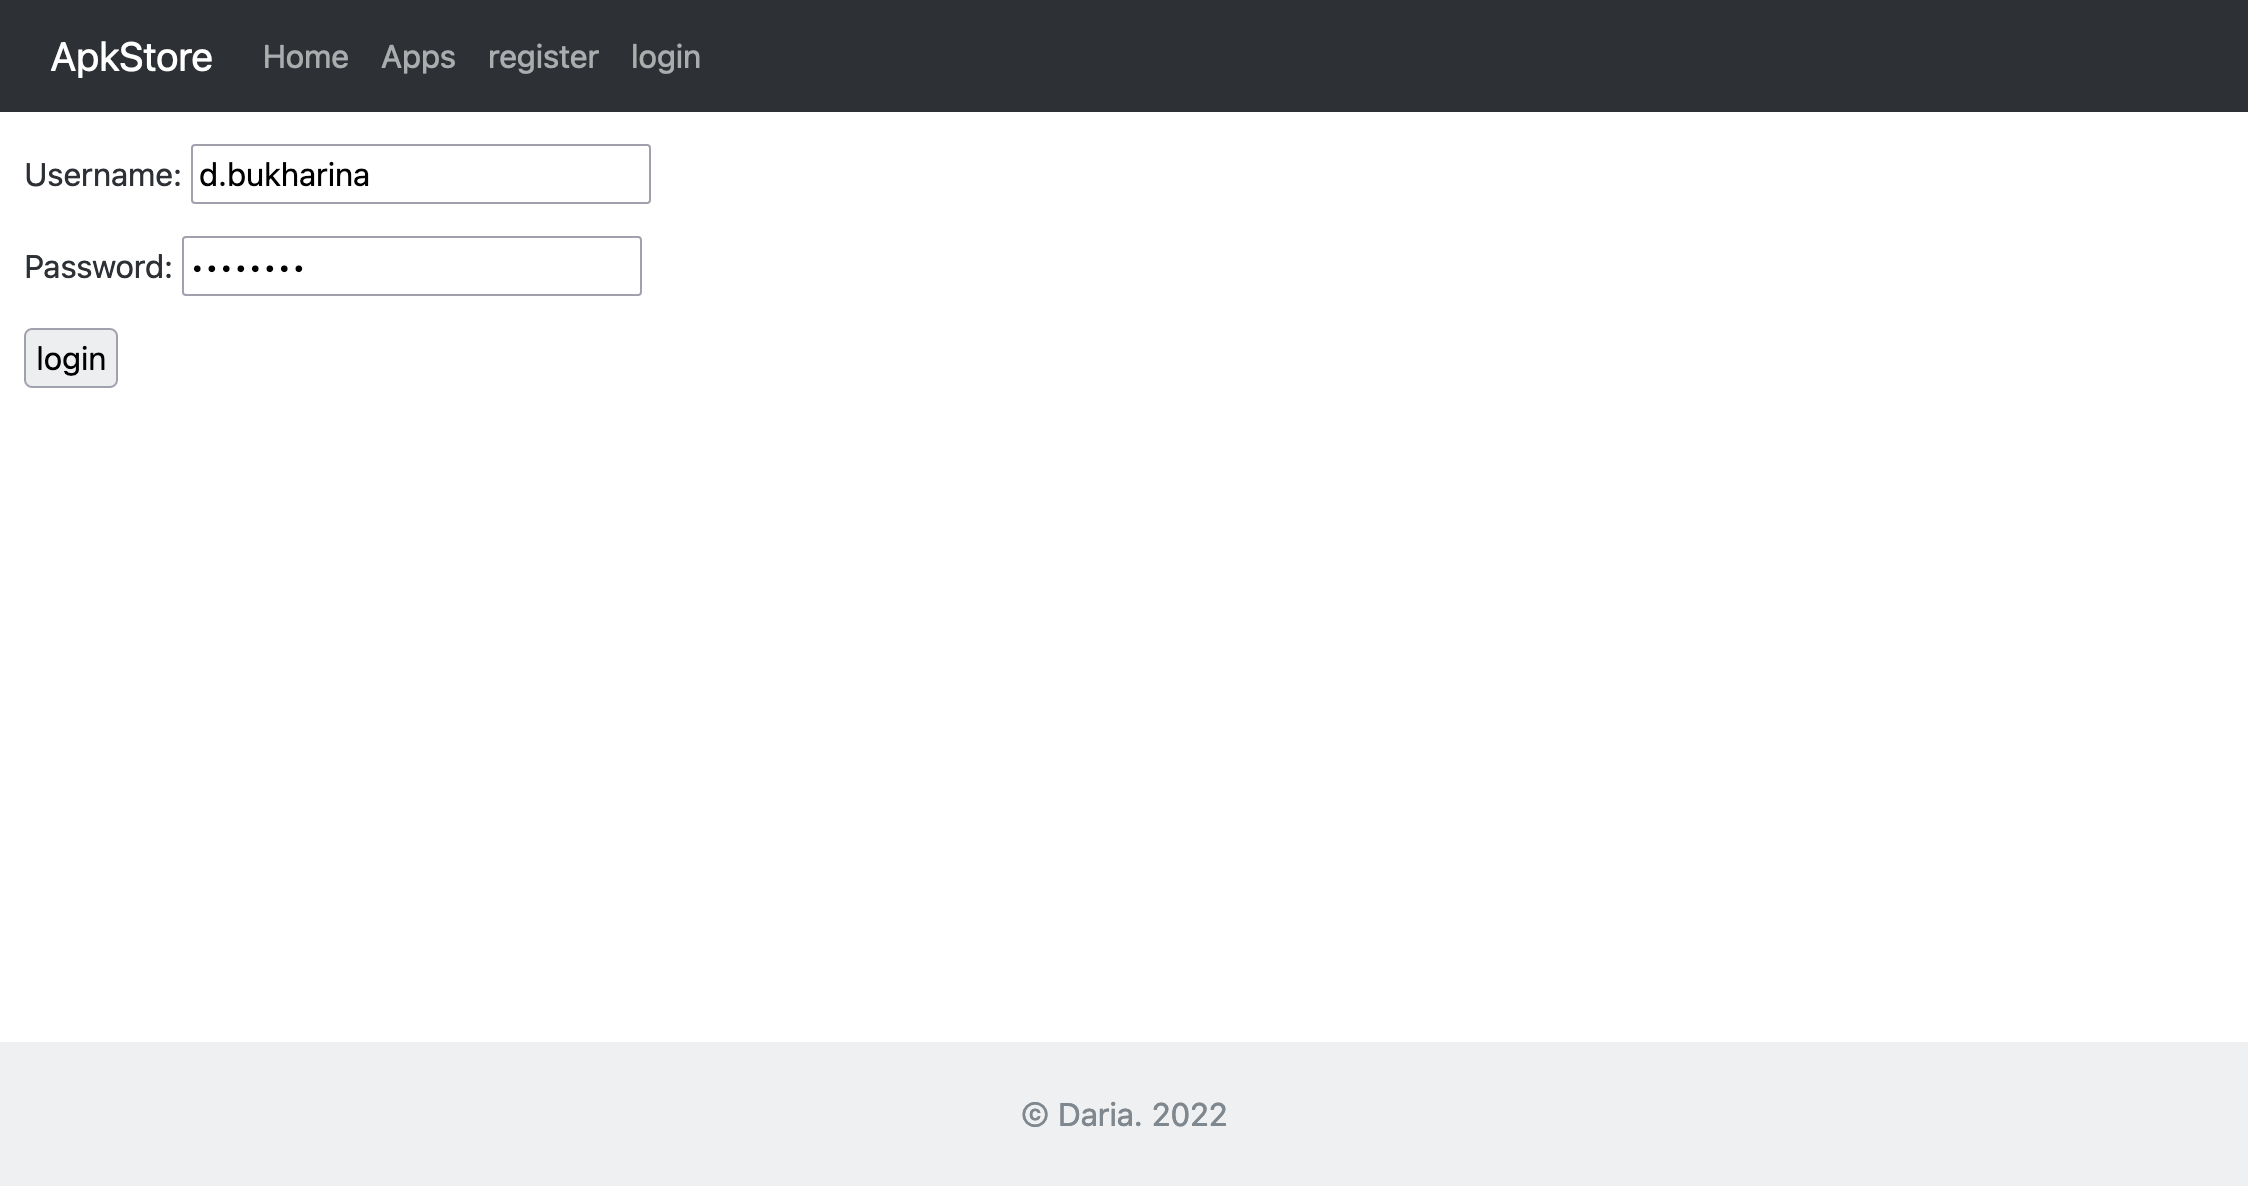 ApkStore Home Apps register login
Username: d.bukharina
Password: ••••••••
login
© Daria. 2022